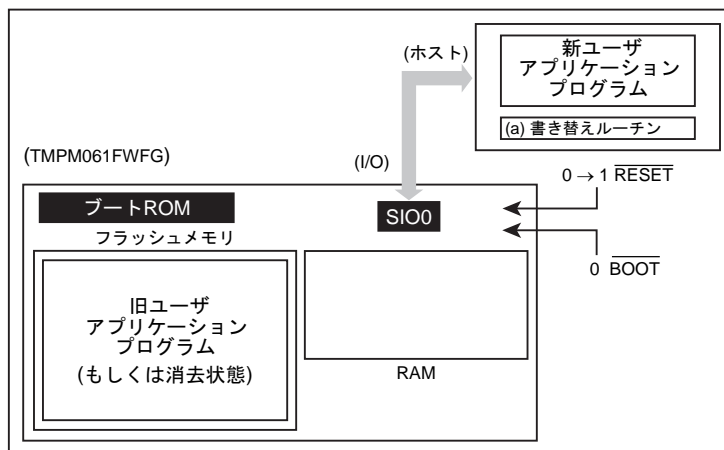 (ホスト)
新ユーザ
アプリケーション
プログラム
(a) 書き替えルーチン
(TMPM061FWFG)
(I/O)
0 → 1 RESET
ブートROM
SIO0
フラッシュメモリ
0 BOOT
旧ユーザ
アプリケーション
プログラム
(もしくは消去状態)
RAM